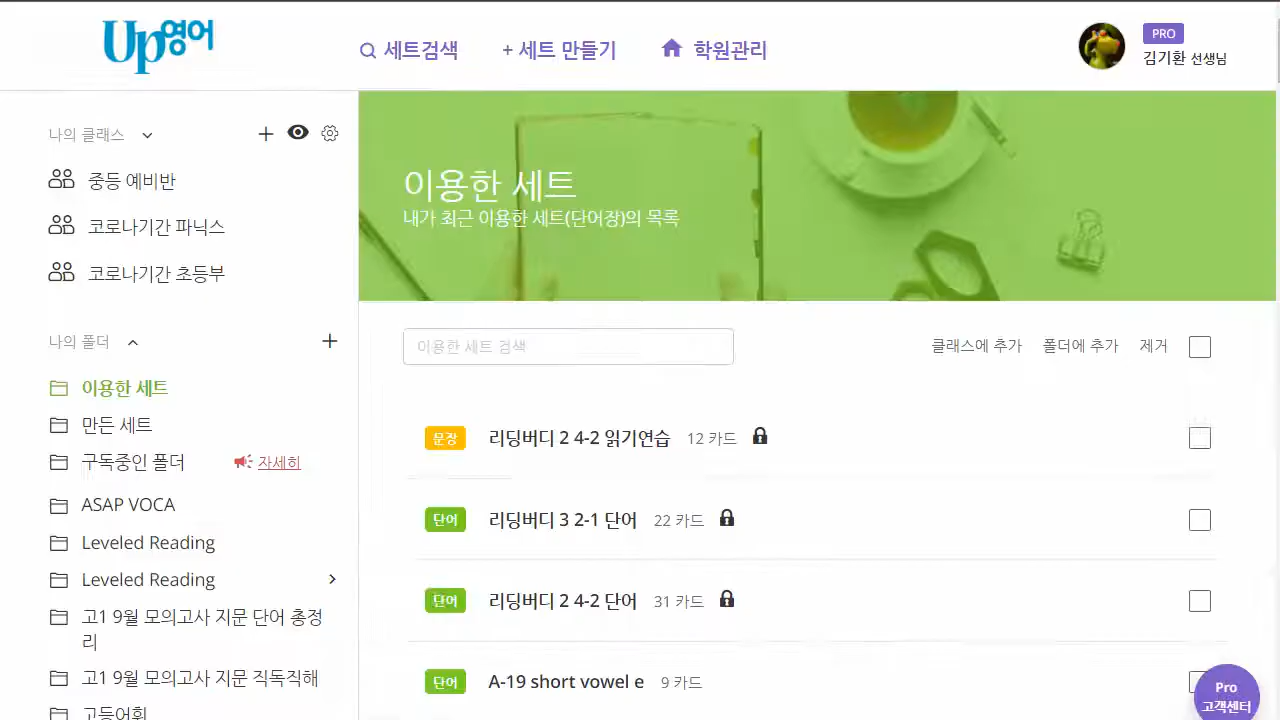 Up영어
세트검색
+ 세트 만들기
학원관리
PRO
김기환 선생님
나의 클래스
중등 예비반
코로나기간 파닉스
코로나기간 초등부
나의 폴더
이용한 세트
만든 세트
구독중인 폴더 자세히
ASAP VOCA
Leveled Reading
Leveled Reading
고1 9월 모의고사 지문 단어 총정
리
고1 9월 모의고사 지문 직독직해
고등어휘
이용한 세트
내가 최근 이용한 세트(단어장)의 목록
이용한 세트 검색
클래스에 추가 폴더에 추가 제거
문장 리딩버디 2 4-2 읽기연습 12 카드
단어 리딩버디 3 2-1 단어 22 카드
단어 리딩버디 2 4-2 단어 31 카드
단어 A-19 short vowel e 9 카드
Pro
고객센터